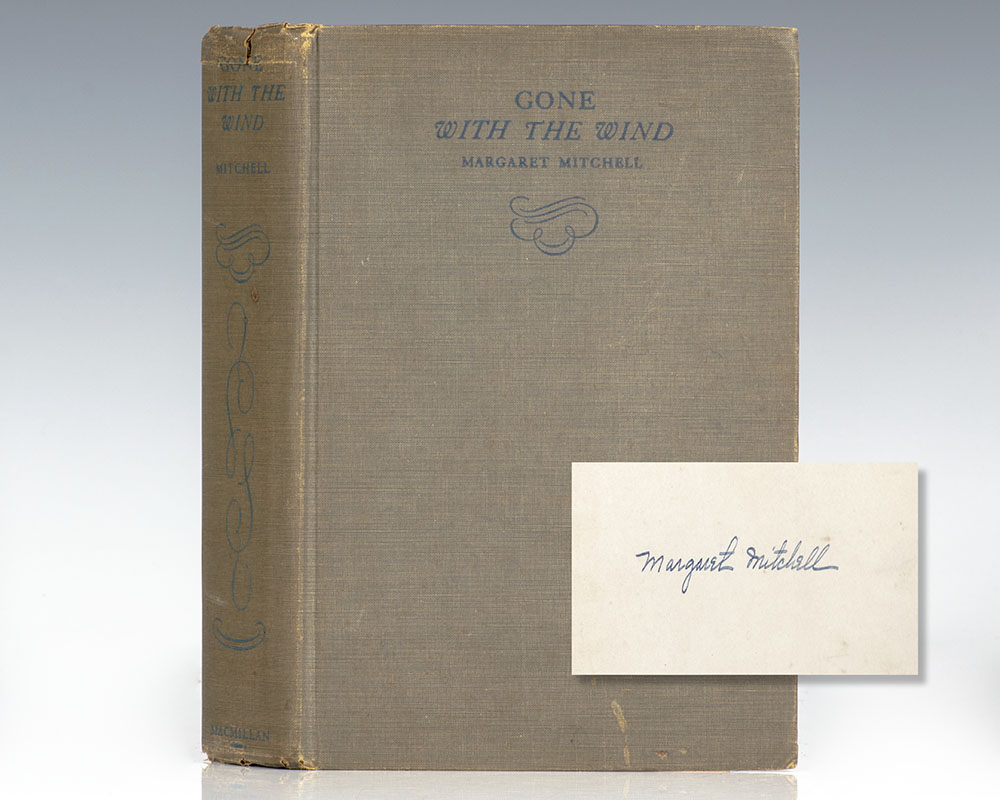 GONE
WITH THE
WIND
MITCHELL
MACMILLAN
GONE
WITH THE WIND
MARGARET MITCHELL
Margaret Mitchell